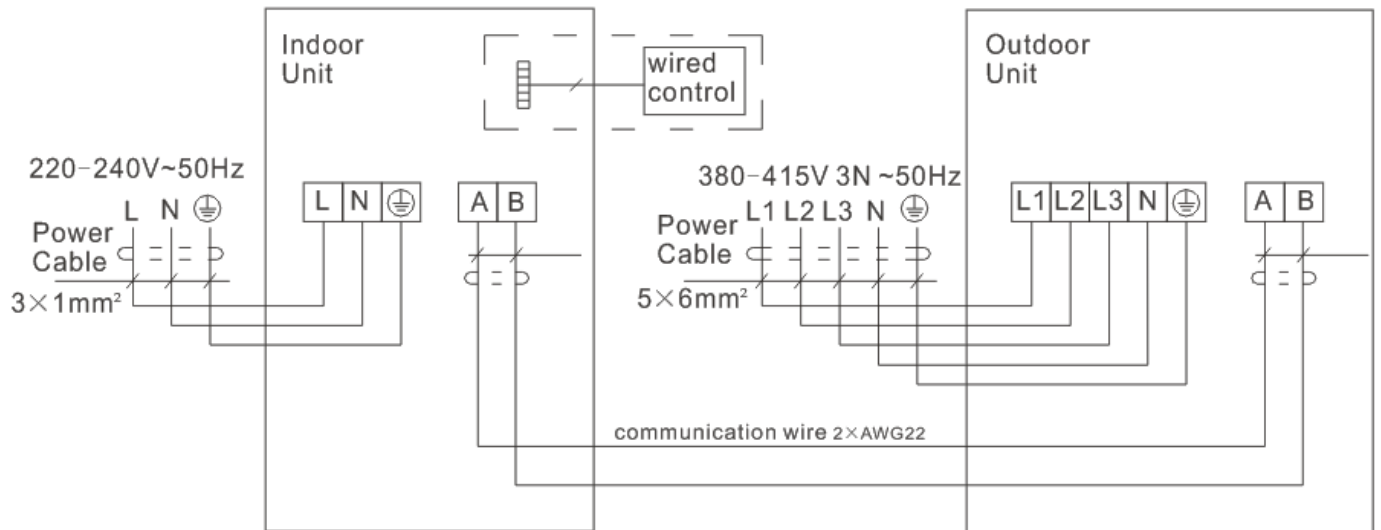 Indoor
Unit
wired
control
Outdoor
Unit
220-240V~50Hz
L N
Power
Cable
3×1mm²
L N
A B
380-415V 3N ~50Hz
L1 L2 L3 N
Power
Cable
5×6mm²
L1 L2 L3 N
A B
communication wire 2×AWG22